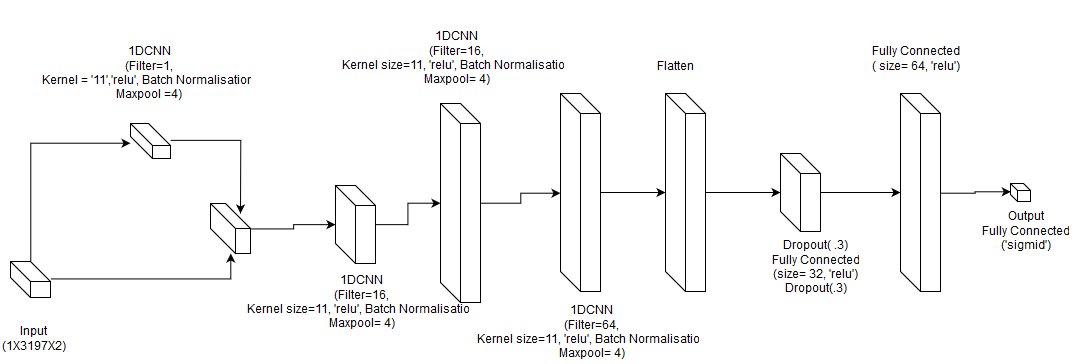 1DCNN
(Filter=1,
Kernel = '11','relu', Batch Normalisatior
Maxpool =4)
1DCNN
(Filter=16,
Kernel size=11, 'relu', Batch Normalisatio
Maxpool= 4)
Flatten
Fully Connected
( size= 64, 'relu')
Input
(1X3197X2)
1DCNN
(Filter=16,
Kernel size=11, 'relu', Batch Normalisatio
Maxpool= 4)
1DCNN
(Filter=64,
Kernel size=11, 'relu', Batch Normalisatio
Maxpool= 4)
Dropout( .3)
Fully Connected
(size= 32, 'relu')
Dropout(.3)
Output
Fully Connected
('sigmid')